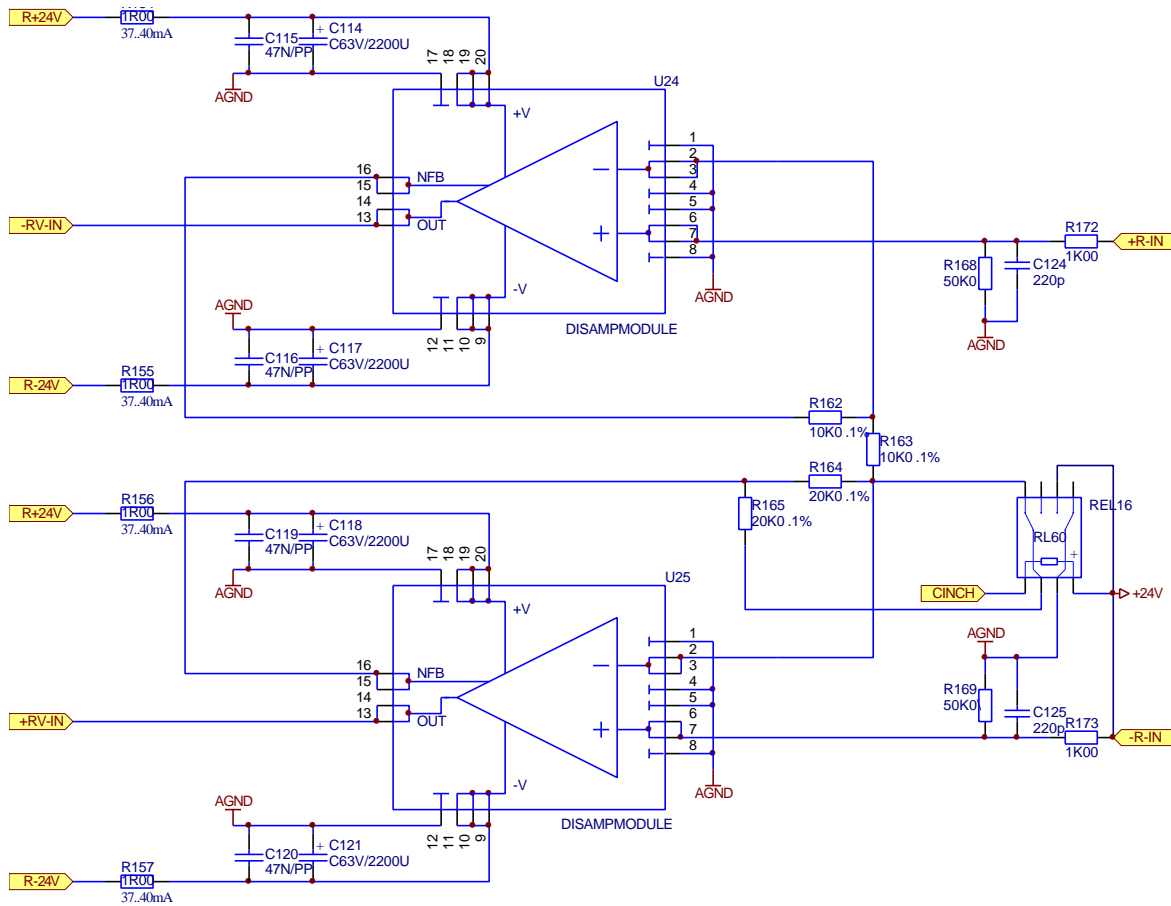 R+24V
1R00
37..40mA
C115
47N/PP
+ C114
C63V/2200U
AGND
17
18
19
20
U24
+V
1
2
3
4
5
6
7
8
16
15
14
13
NFB
OUT
-RV-IN
-V
AGND
DISAMPMODULE
R172
1K00
+R-IN
R168
50K0
C124
220p
AGND
AGND
C116
47N/PP
+ C117
C63V/2200U
12
11
10
9
R155
1R00
37..40mA
R-24V
R162
10K0 .1%
R163
10K0 .1%
R164
20K0 .1%
R165
20K0 .1%
REL16
RL60
+
CINCH
+24V
R+24V
R156
1R00
37..40mA
C119
47N/PP
+ C118
C63V/2200U
AGND
17
18
19
20
U25
+V
1
2
3
4
5
6
7
8
16
15
14
13
NFB
OUT
+RV-IN
-V
AGND
DISAMPMODULE
AGND
R169
50K0
C125
220p
R173
1K00
-R-IN
AGND
C120
47N/PP
+ C121
C63V/2200U
12
11
10
9
R157
1R00
37..40mA
R-24V